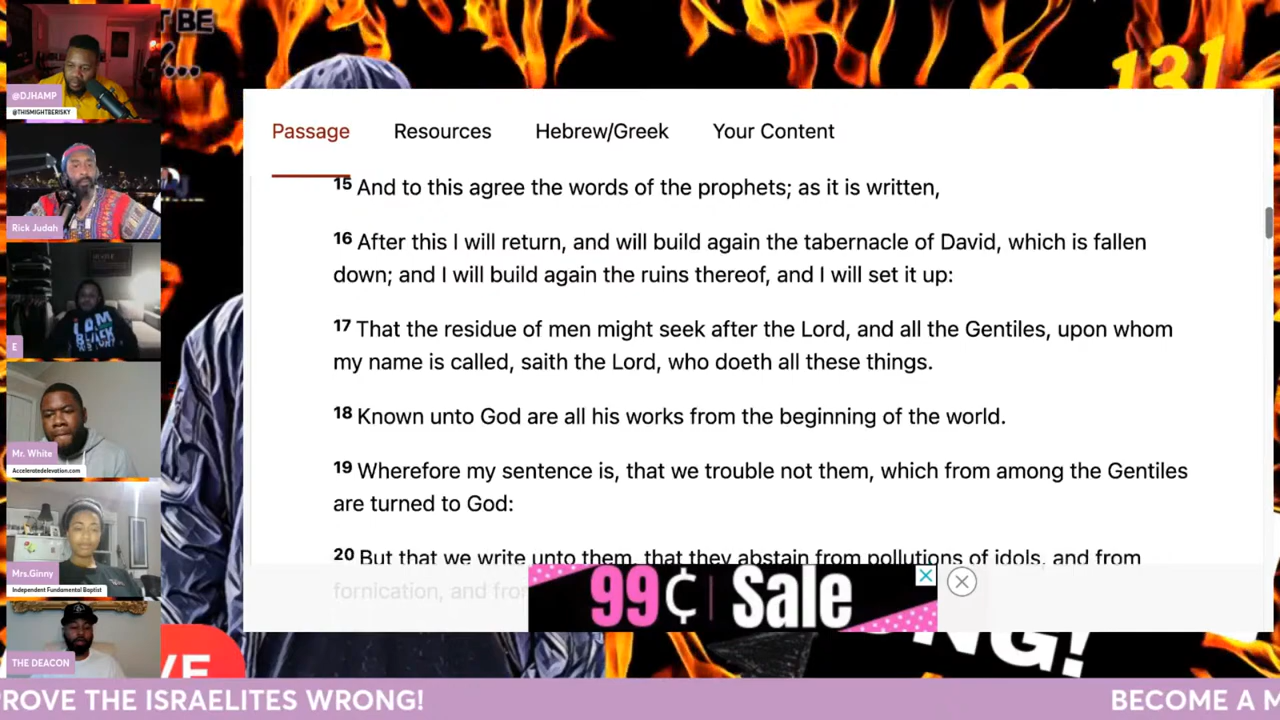 T BE
Y...
131
@DJHAMP
@THISMIGHTBERISKY
Rick Judah
E
Mr. White
Acceleratedelevation.com
Mrs.Ginny
Independent Fundamental Baptist
THE DEACON
Passage Resources Hebrew/Greek Your Content
15 And to this agree the words of the prophets; as it is written,
16 After this I will return, and will build again the tabernacle of David, which is fallen
down; and I will build again the ruins thereof, and I will set it up:
17 That the residue of men might seek after the Lord, and all the Gentiles, upon whom
my name is called, saith the Lord, who doeth all these things.
18 Known unto God are all his works from the beginning of the world.
19 Wherefore my sentence is, that we trouble not them, which from among the Gentiles
are turned to God:
20 But that we write unto them, that they abstain from pollutions of idols, and from
fornication, and fro
99¢ Sale
VE
NG!
ROVE THE ISRAELITES WRONG! BECOME A M